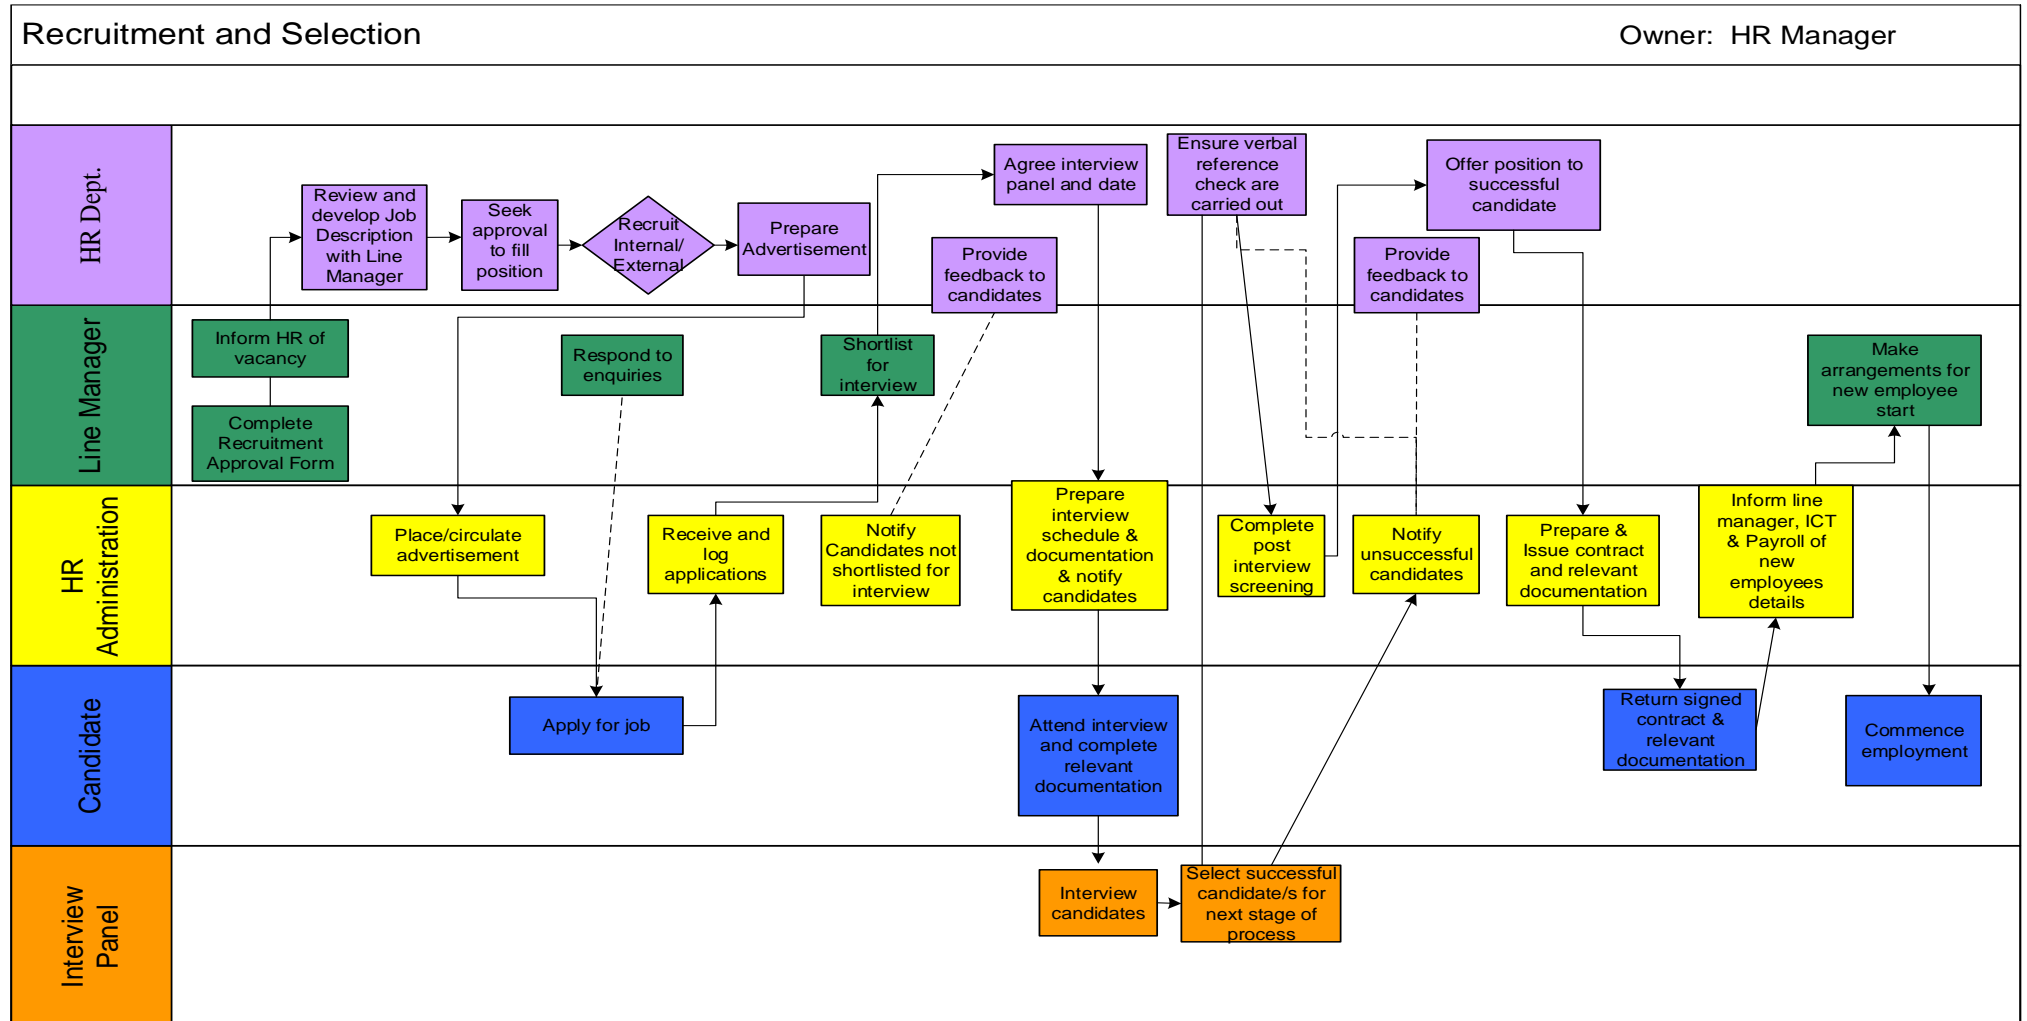 Recruitment and Selection
Owner: HR Manager
HR Dept.
Review and
develop Job
Description
with Line
Manager
Seek
approval
to fill
position
Recruit
Internal/
External
Prepare
Advertisement
Provide
feedback to
candidates
Agree interview
panel and date
Ensure verbal
reference
check are
carried out
Provide
feedback to
candidates
Offer position to
successful
candidate
Line Manager
Inform HR of
vacancy
Complete
Recruitment
Approval Form
Respond to
enquiries
Shortlist
for
interview
Make
arrangements for
new employee
start
HR
Administration
Place/circulate
advertisement
Receive and
log
applications
Notify
Candidates not
shortlisted for
interview
Prepare
interview
schedule &
documentation
& notify
candidates
Complete
post
interview
screening
Notify
unsuccessful
candidates
Prepare &
Issue contract
and relevant
documentation
Inform line
manager, ICT
& Payroll of
new
employees
details
Candidate
Apply for job
Attend interview
and complete
relevant
documentation
Return signed
contract &
relevant
documentation
Commence
employment
Interview
Panel
Interview
candidates
Select successful
candidate/s for
next stage of
process